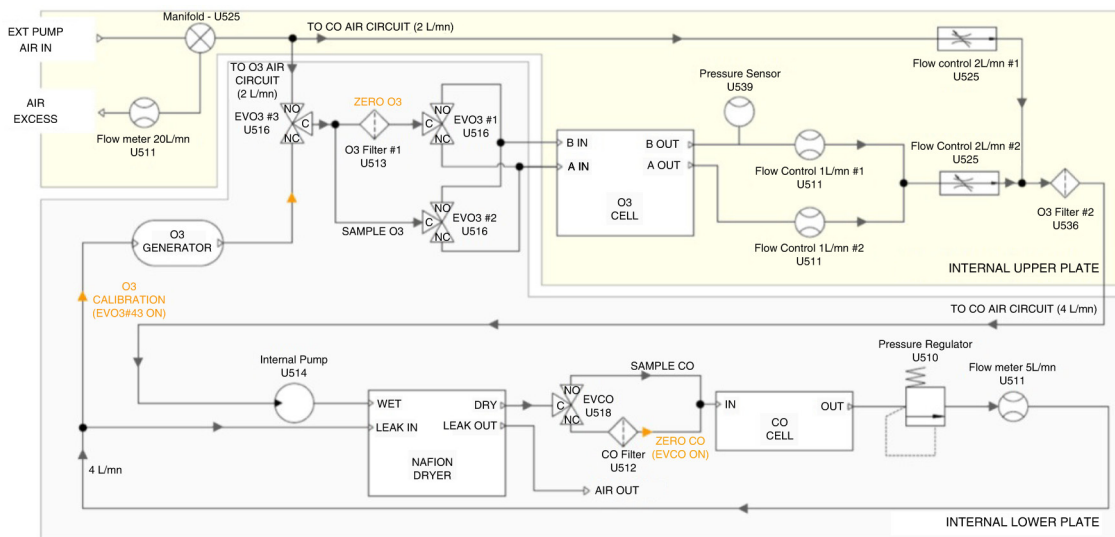 EXT PUMP
AIR IN
Manifold - U525
TO CO AIR CIRCUIT (2 L/mn)
AIR
EXCESS
Flow meter 20L/mn
U511
TO O3 AIR
CIRCUIT
(2 L/mn)
NO
C
NC
EVO3 #3
U516
ZERO O3
O3 Filter #1
U513
NO
C
NC
EVO3 #1
U516
SAMPLE O3
NO
C
NC
EVO3 #2
U516
B IN
A IN
B OUT
A OUT
O3
CELL
Pressure Sensor
U539
Flow Control 1L/mn #1
U511
Flow Control 1L/mn #2
U511
Flow control 2L/mn #1
U525
Flow Control 2L/mn #2
U525
O3 Filter #2
U536
INTERNAL UPPER PLATE
O3
GENERATOR
O3
CALIBRATION
(EVO3#43 ON)
TO CO AIR CIRCUIT (4 L/mn)
Internal Pump
U514
WET
LEAK IN
DRY
LEAK OUT
NAFION
DRYER
NO
C
NC
EVCO
U518
SAMPLE CO
CO Filter
U512
ZERO CO
(EVCO ON)
AIR OUT
IN
OUT
CO
CELL
Pressure Regulator
U510
Flow meter 5L/mn
U511
4 L/mn
INTERNAL LOWER PLATE